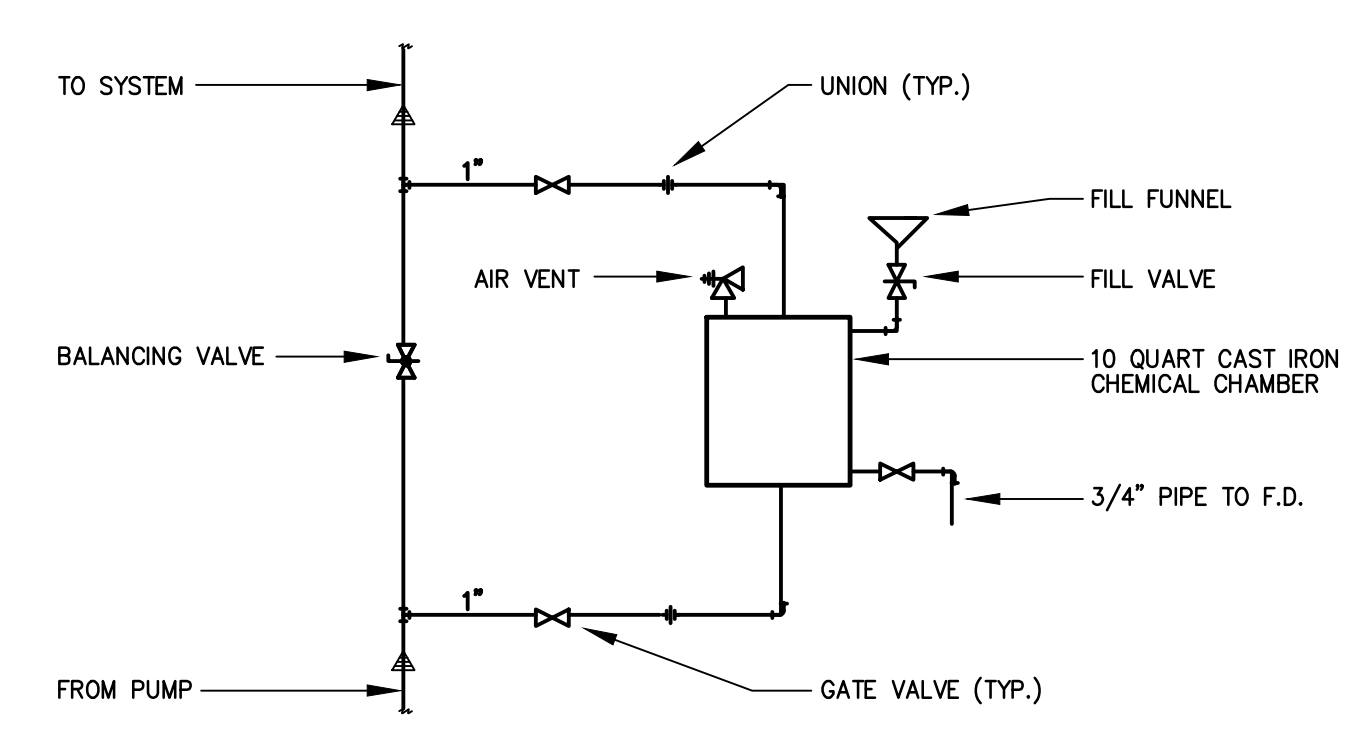 TO SYSTEM
UNION (TYP.)
1"
FILL FUNNEL
AIR VENT
FILL VALVE
BALANCING VALVE
10 QUART CAST IRON
CHEMICAL CHAMBER
3/4" PIPE TO F.D.
1"
FROM PUMP
GATE VALVE (TYP.)